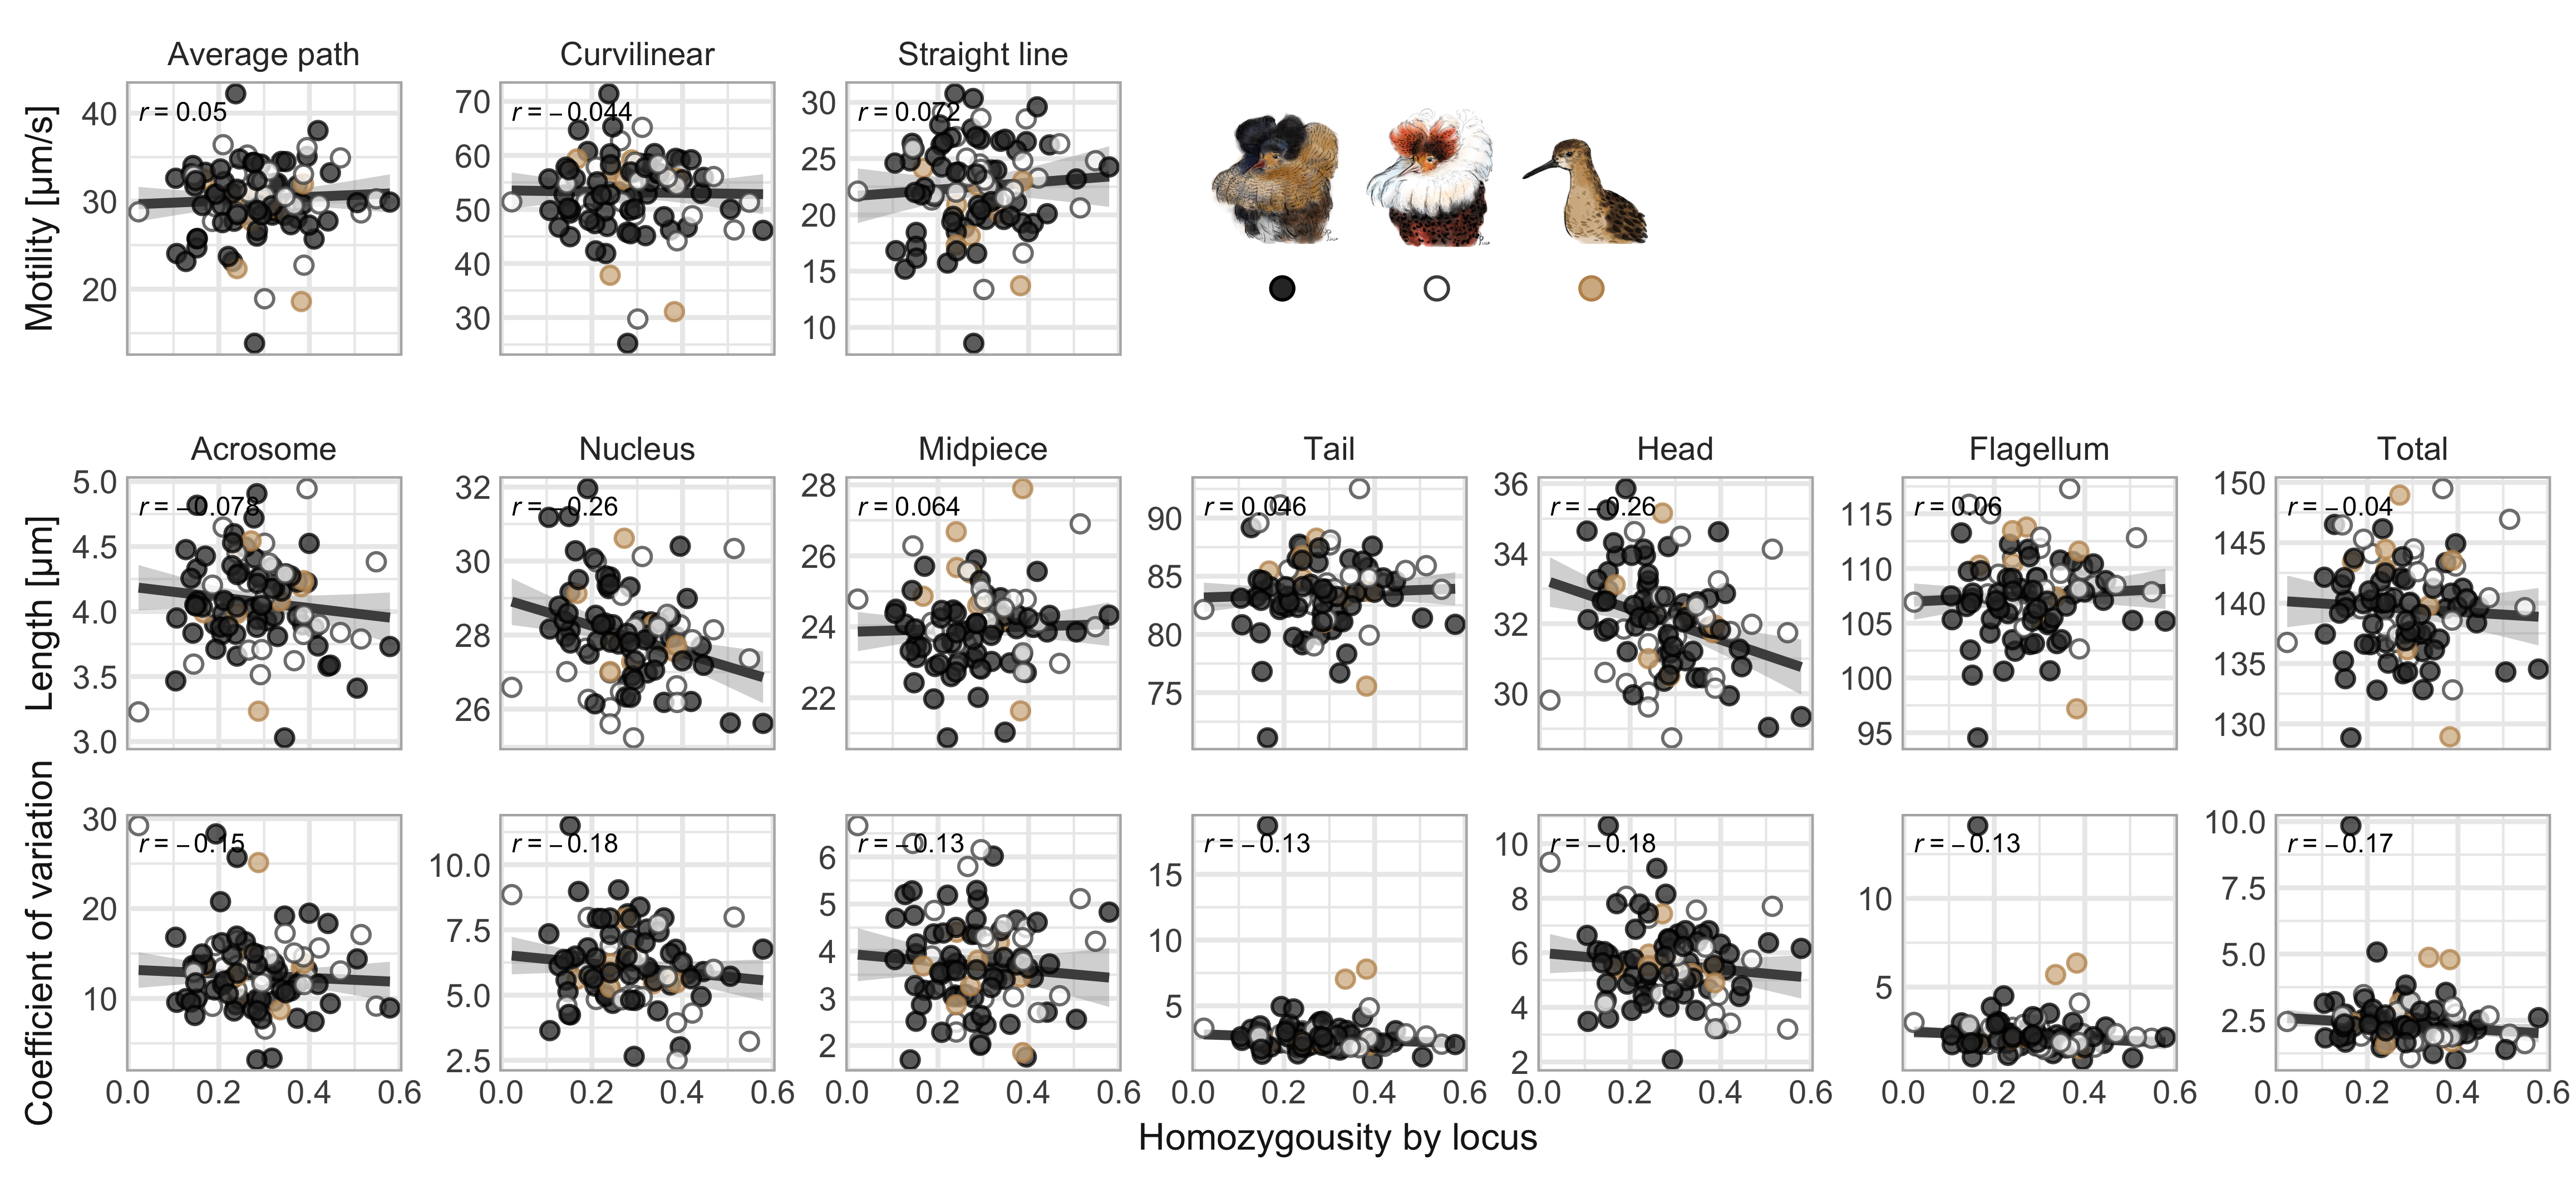 Average path Curvilinear Straight line
Motility [µm/s]
40
30
20
r = 0.05
70
60
50
40
30
r = −0.044
30
25
20
15
10
r = 0.072
Acrosome Nucleus Midpiece Tail Head Flagellum Total
Length [µm]
5.0
4.5
4.0
3.5
3.0
r = −0.078
32
30
28
26
r = −0.26
28
26
24
22
r = 0.064
90
85
80
75
r = 0.046
36
34
32
30
r = −0.26
115
110
105
100
95
r = 0.06
150
145
140
135
130
r = −0.04
Coefficient of variation
30
20
10
r = −0.15
10.0
7.5
5.0
2.5
r = −0.18
6
5
4
3
2
r = −0.13
15
10
5
r = −0.13
10
8
6
4
2
r = −0.18
10
5
r = −0.13
10.0
7.5
5.0
2.5
r = −0.17
0.0 0.2 0.4 0.6 0.0 0.2 0.4 0.6 0.0 0.2 0.4 0.6 0.0 0.2 0.4 0.6 0.0 0.2 0.4 0.6 0.0 0.2 0.4 0.6 0.0 0.2 0.4 0.6
Homozygousity by locus